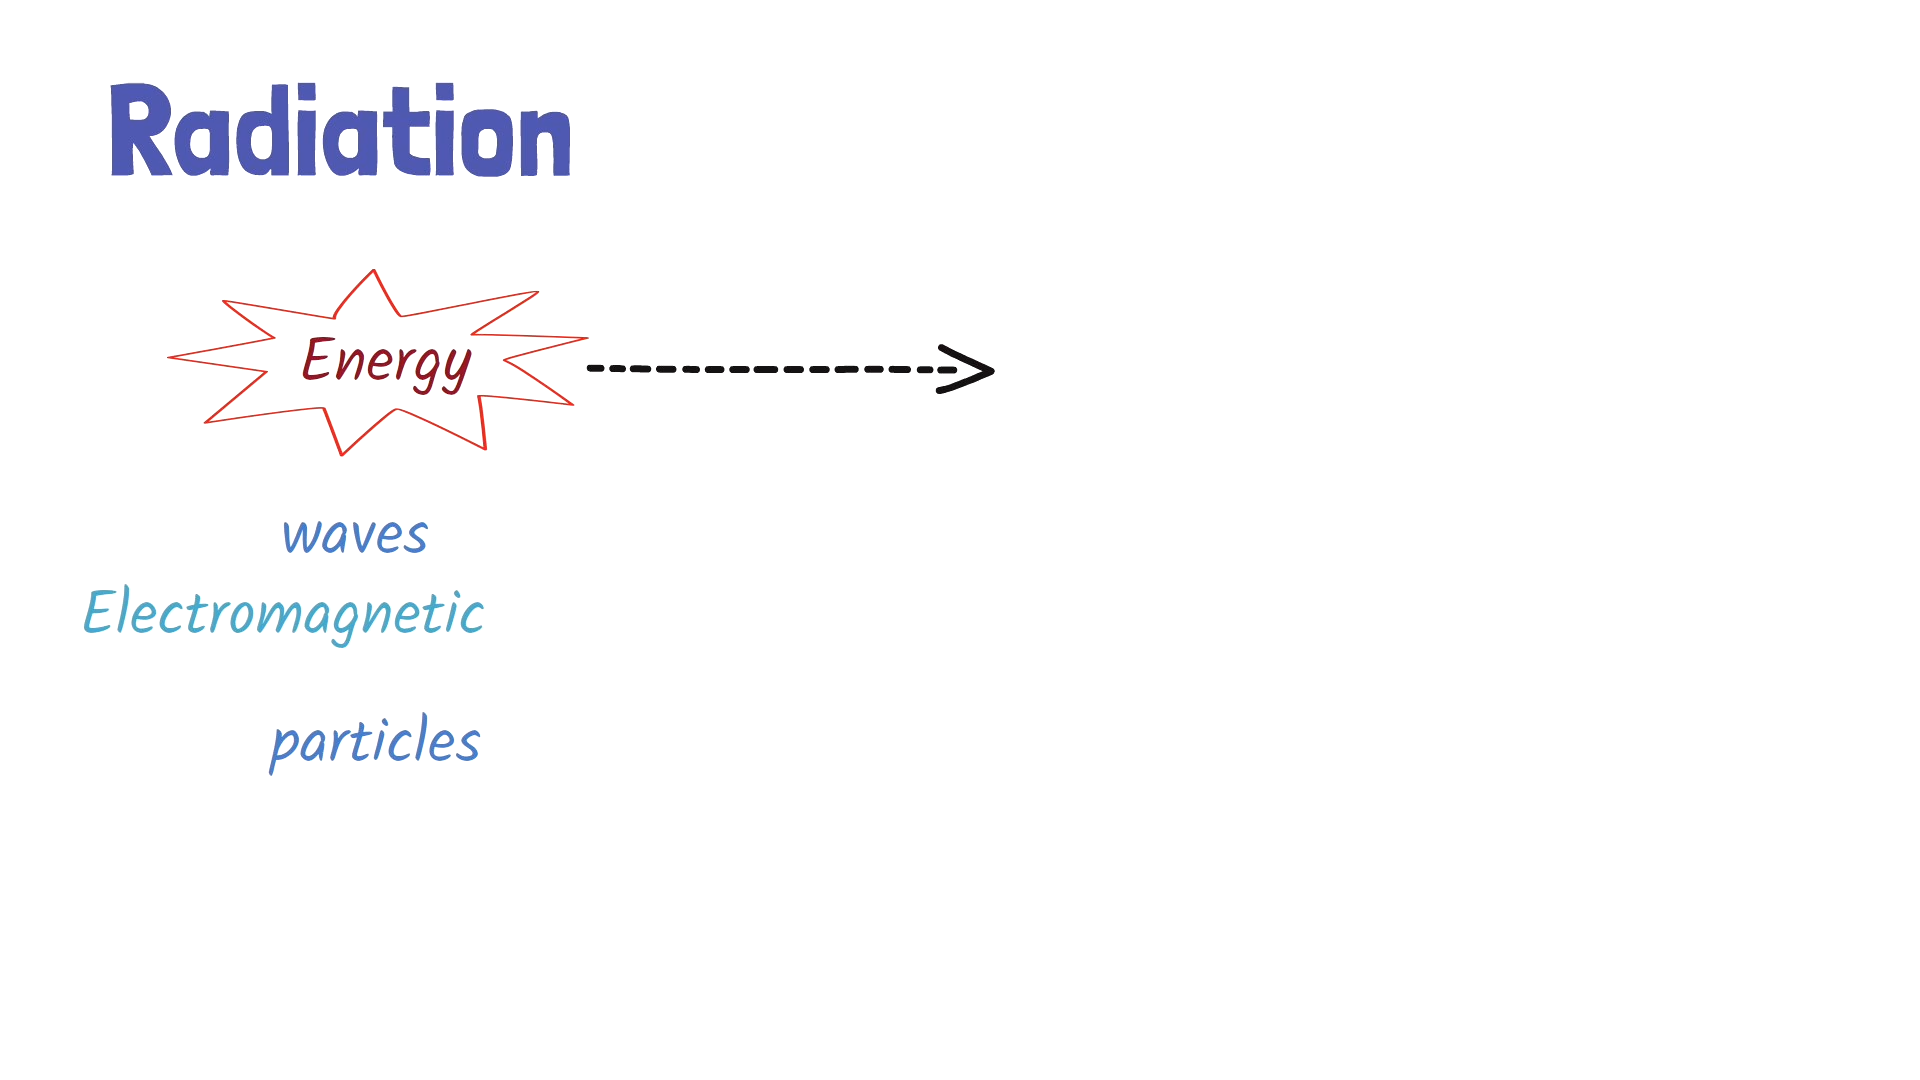 Radiation
Energy
waves
Electromagnetic
particles